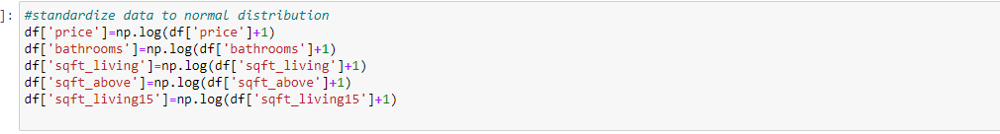 ]: #standardize data to normal distribution
df['price']=np.log(df['price']+1)
df['bathrooms']=np.log(df['bathrooms']+1)
df['sqft_living']=np.log(df['sqft_living']+1)
df['sqft_above']=np.log(df['sqft_above']+1)
df['sqft_living15']=np.log(df['sqft_living15']+1)